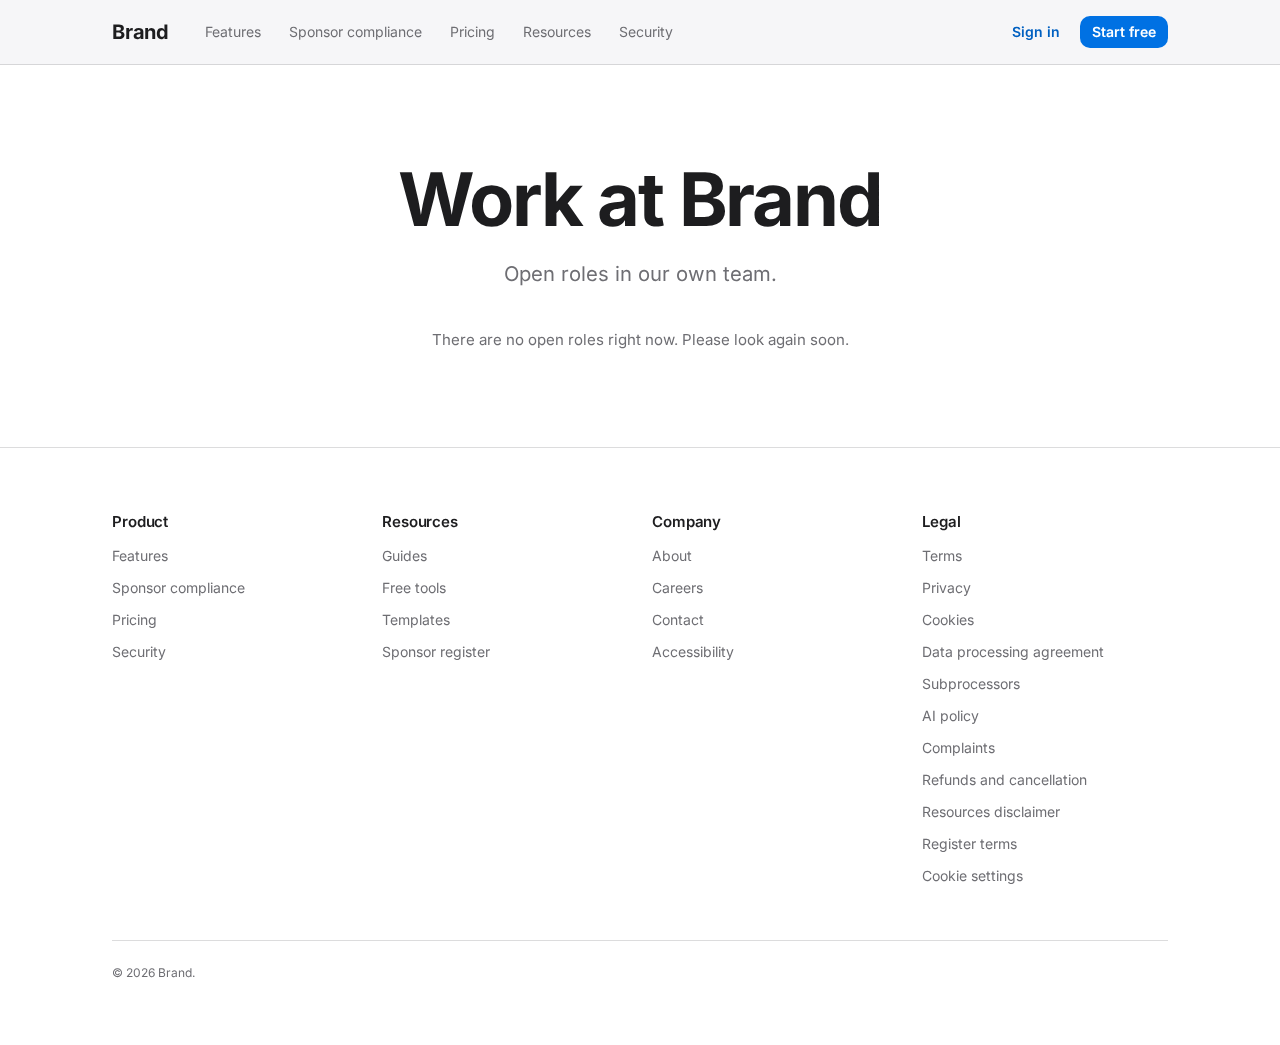 Brand
Features
Sponsor compliance
Pricing
Resources
Security
Sign in
Start free
Work at Brand
Open roles in our own team.
There are no open roles right now. Please look again soon.
Product
Features
Sponsor compliance
Pricing
Security
Resources
Guides
Free tools
Templates
Sponsor register
Company
About
Careers
Contact
Accessibility
Legal
Terms
Privacy
Cookies
Data processing agreement
Subprocessors
AI policy
Complaints
Refunds and cancellation
Resources disclaimer
Register terms
Cookie settings
© 2026 Brand.